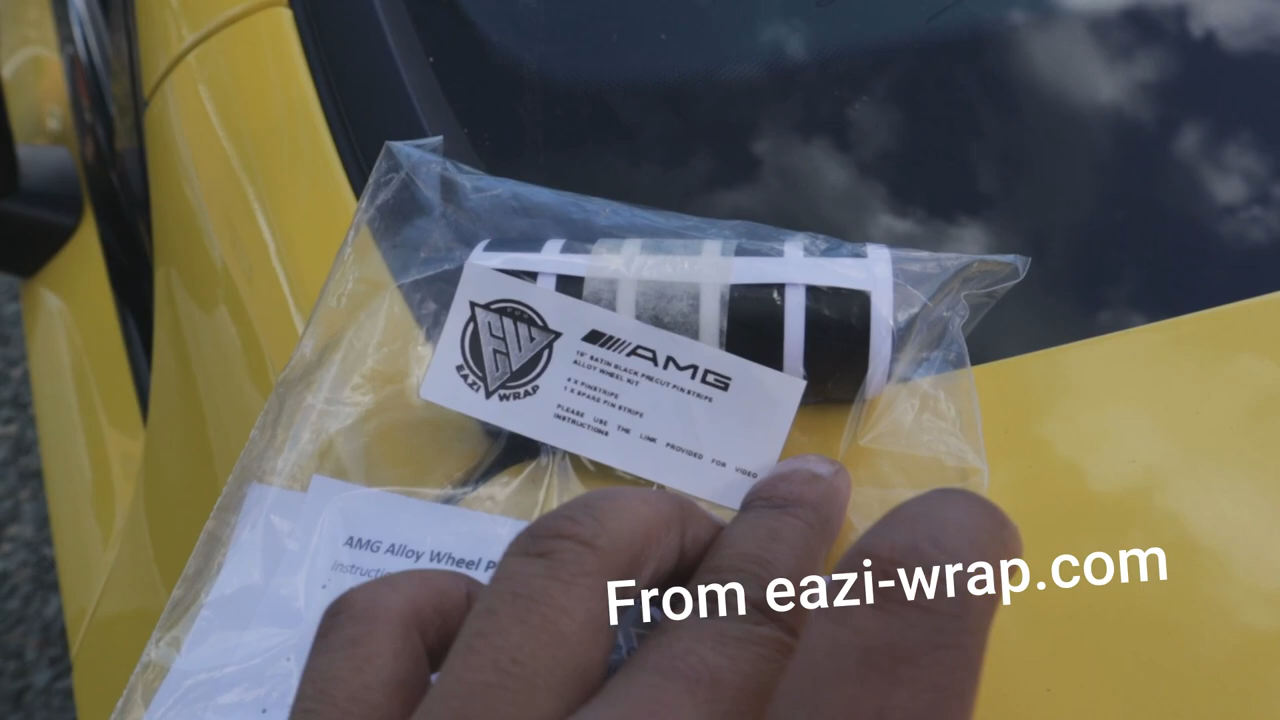 EW
EAZI WRAP
AMG
19" SATIN BLACK PRECUT PIN STRIPE
ALLOY WHEEL KIT
4 X PINSTRIPE
1 X SPARE PIN STRIPE
PLEASE USE THE LINK PROVIDED FOR VIDEO
INSTRUCTIONS
AMG Alloy Wheel P
instructio
From eazi-wrap.com